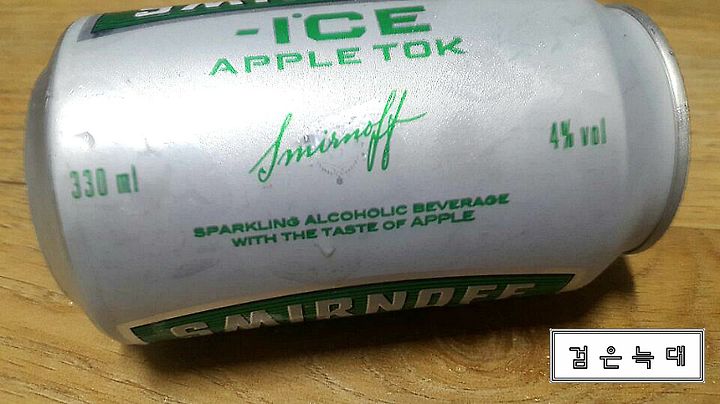 -ICE
APPLE TOK
Smirnoff
330 ml
4% vol
SPARKLING ALCOHOLIC BEVERAGE
WITH THE TASTE OF APPLE
SMIRNOFF
검은늑대